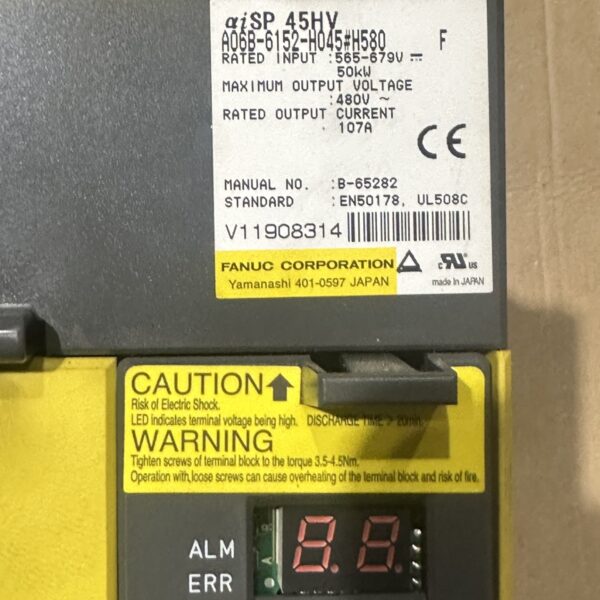 αiSP 45HV
A06B-6152-H045#H580 F
RATED INPUT :565-679V ⎓
50kW
MAXIMUM OUTPUT VOLTAGE
:480V ~
RATED OUTPUT CURRENT
107A
CE
MANUAL NO. :B-65282
STANDARD :EN50178, UL508C
V11908314
FANUC CORPORATION
Yamanashi 401-0597 JAPAN
c RU us
made in JAPAN
CAUTION
Risk of Electric Shock.
LED indicates terminal voltage being high. DISCHARGE TIME > 20min.
WARNING
Tighten screws of terminal block to the torque 3.5-4.5Nm.
Operation with loose screws can cause overheating of the terminal block and risk of fire.
A
8.8.
ALM
ERR